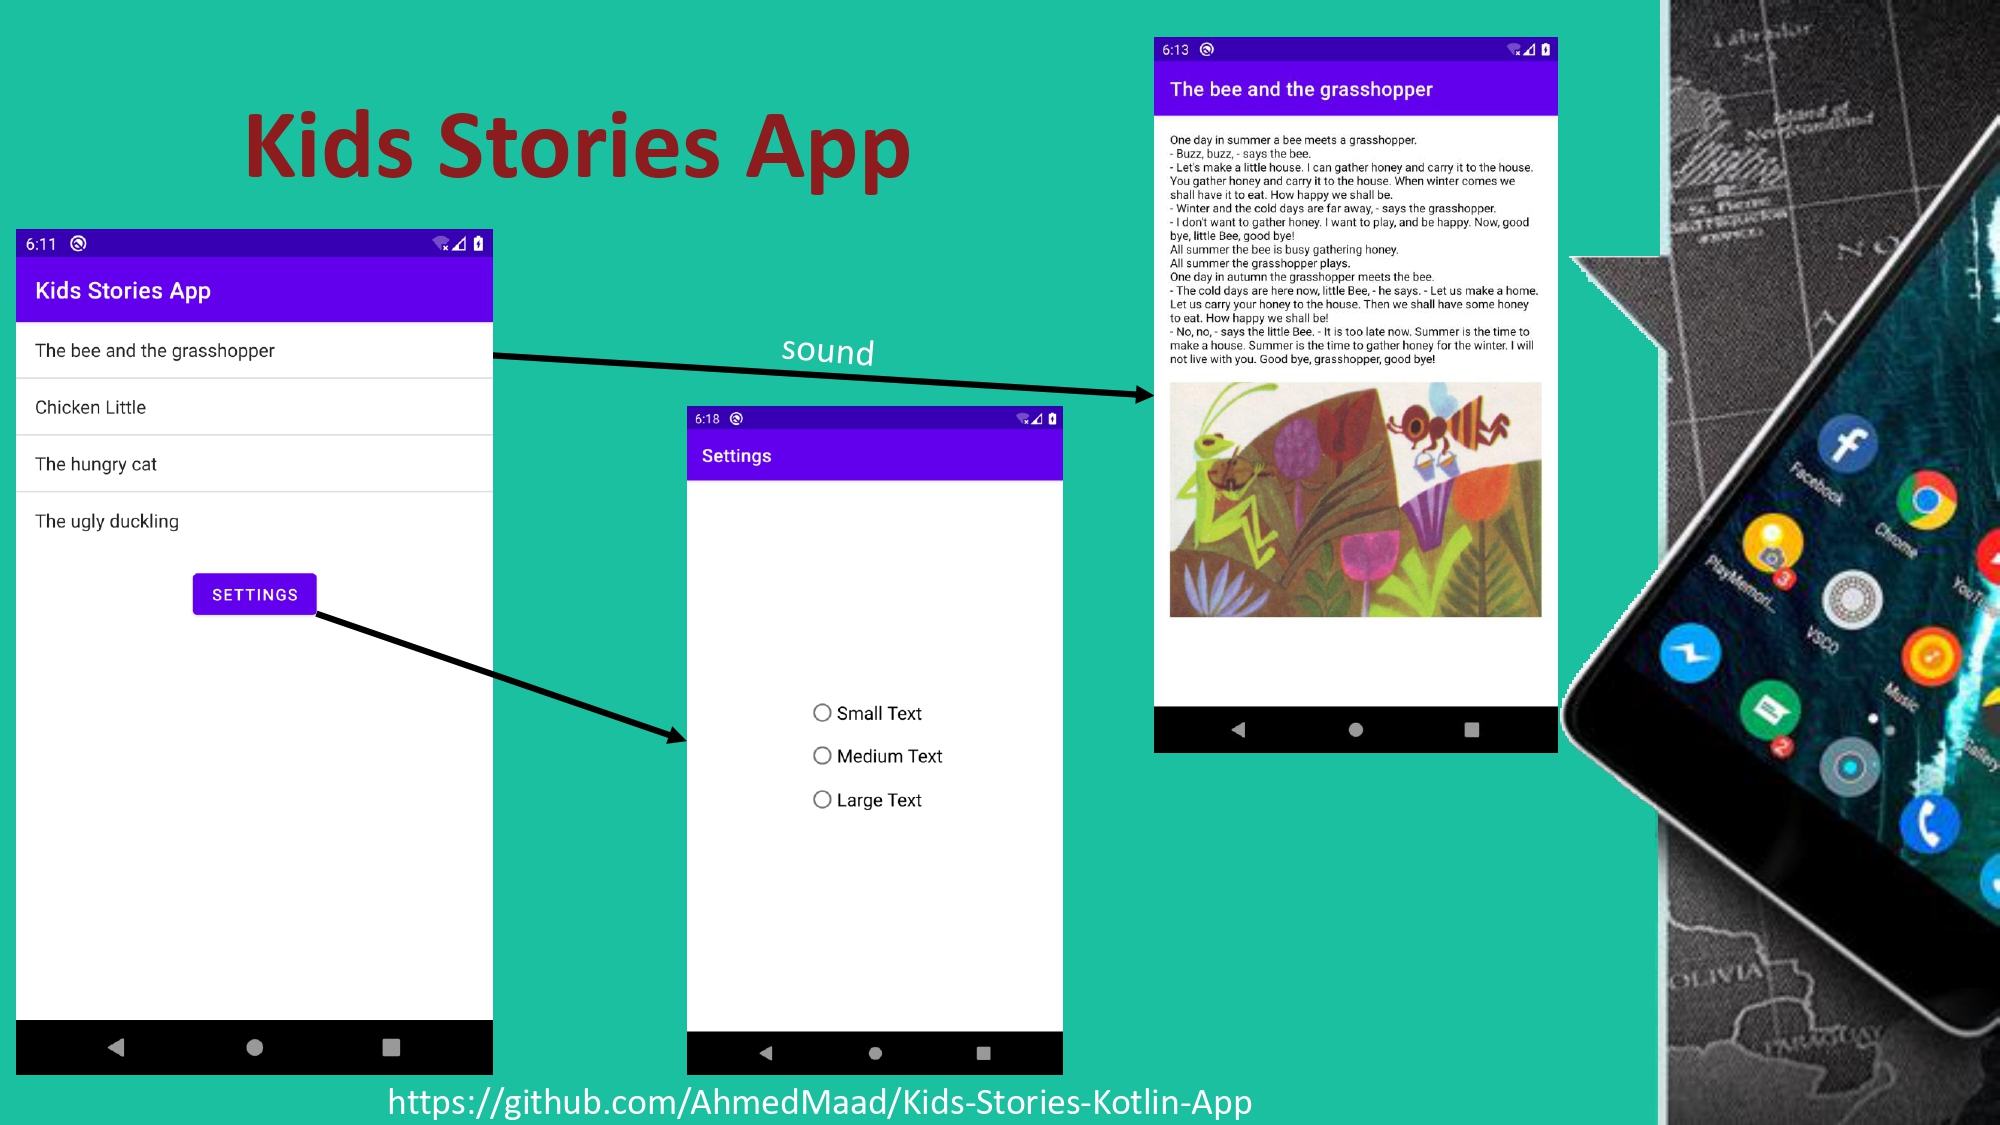 Kids Stories App
6:11
Kids Stories App
The bee and the grasshopper
Chicken Little
The hungry cat
The ugly duckling
SETTINGS
sound
6:18
Settings
Small Text
Medium Text
Large Text
6:13
The bee and the grasshopper
One day in summer a bee meets a grasshopper.
- Buzz, buzz, - says the bee.
- Let's make a little house. I can gather honey and carry it to the house.
You gather honey and carry it to the house. When winter comes we
shall have it to eat. How happy we shall be.
- Winter and the cold days are far away, - says the grasshopper.
- I don't want to gather honey. I want to play, and be happy. Now, good
bye, little Bee, good bye!
All summer the bee is busy gathering honey.
All summer the grasshopper plays.
One day in autumn the grasshopper meets the bee.
- The cold days are here now, little Bee, - he says. - Let us make a home.
Let us carry your honey to the house. Then we shall have some honey
to eat. How happy we shall be!
- No, no, - says the little Bee. - It is too late now. Summer is the time to
make a house. Summer is the time to gather honey for the winter. I will
not live with you. Good bye, grasshopper, good bye!
https://github.com/AhmedMaad/Kids-Stories-Kotlin-App
Labrador
Island of
Newfoundland
St. Pierre
N O
Facebook
Chrome
PlayMemori...
3
YouTube
VSCO
Music
2
Gallery
OLIVIA
PARAGUAY